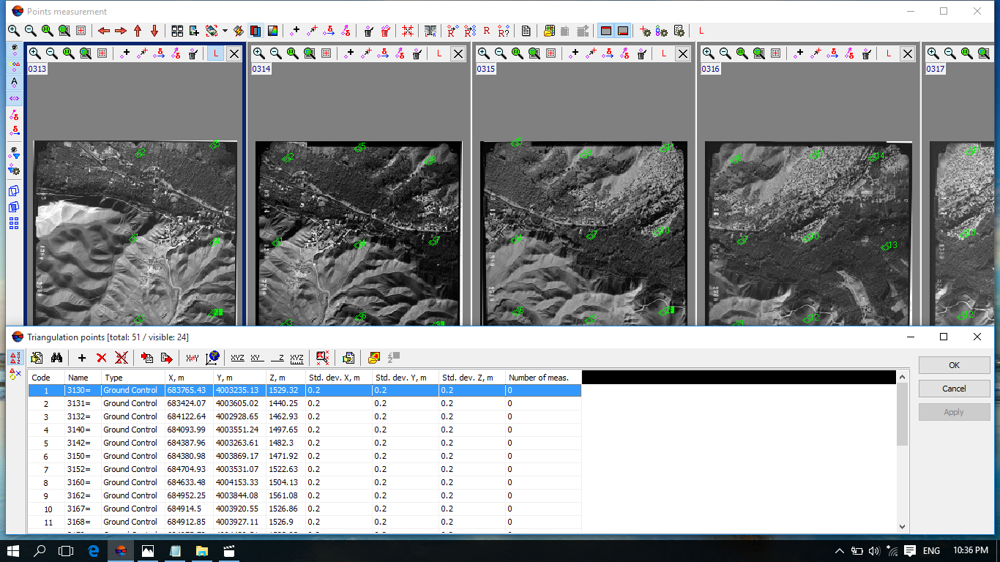 Points measurement
L
L L L L
0313 0314 0315 0316 0317
Triangulation points [total: 51 / visible: 24]
Code Name Type X, m Y, m Z, m Std. dev. X, m Std. dev. Y, m Std. dev. Z, m Number of meas.
1 3130= Ground Control 683765.43 4003235.13 1529.32 0.2 0.2 0.2 0
2 3131= Ground Control 683424.07 4003605.02 1440.25 0.2 0.2 0.2 0
3 3132= Ground Control 684122.64 4002928.65 1462.93 0.2 0.2 0.2 0
4 3140= Ground Control 684093.99 4003551.24 1497.65 0.2 0.2 0.2 0
5 3142= Ground Control 684387.96 4003263.61 1482.3 0.2 0.2 0.2 0
6 3150= Ground Control 684380.98 4003869.17 1471.92 0.2 0.2 0.2 0
7 3152= Ground Control 684704.93 4003531.07 1522.63 0.2 0.2 0.2 0
8 3160= Ground Control 684633.48 4004153.33 1504.13 0.2 0.2 0.2 0
9 3162= Ground Control 684952.25 4003844.08 1561.08 0.2 0.2 0.2 0
10 3167= Ground Control 684914.5 4003920.55 1526.86 0.2 0.2 0.2 0
11 3168= Ground Control 684912.85 4003927.11 1526.9 0.2 0.2 0.2 0
OK
Cancel
Apply
ENG 10:36 PM